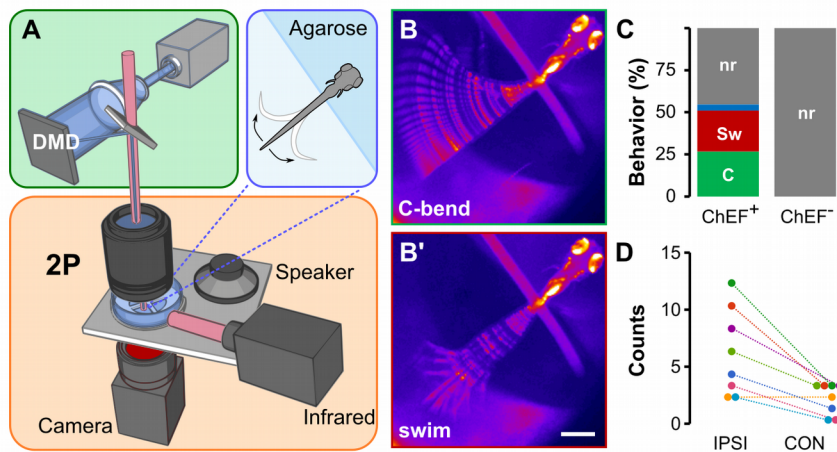 A
DMD
Agarose
2P
Speaker
Infrared
Camera
B
C-bend
B'
swim
C
Behavior (%)
100
75
50
25
0
nr
Sw
C
nr
ChEF+
ChEF-
D
Counts
15
10
5
0
IPSI
CON